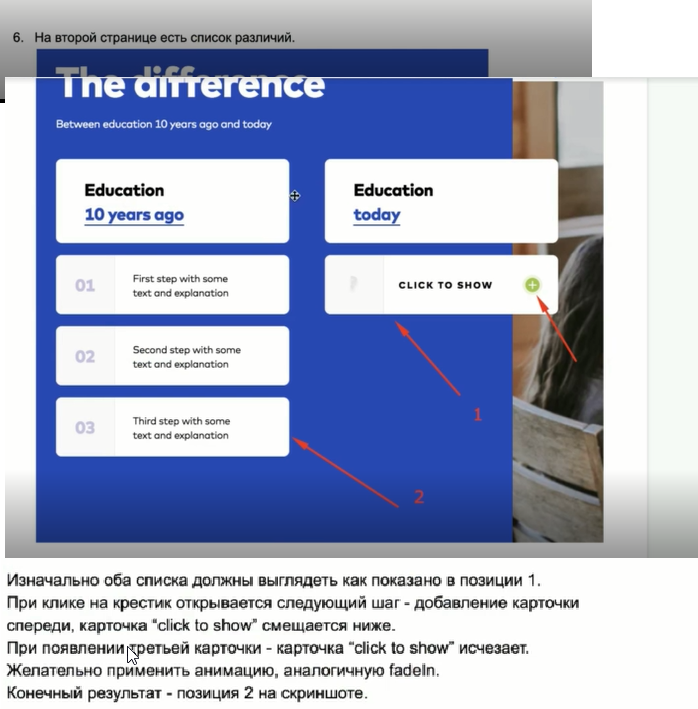 6. На второй странице есть список различий.
The difference
Between education 10 years ago and today
Education
10 years ago
Education
today
01
First step with some
text and explanation
CLICK TO SHOW
02
Second step with some
text and explanation
03
Third step with some
text and explanation
1
2
Изначально оба списка должны выглядеть как показано в позиции 1.
При клике на крестик открывается следующий шаг - добавление карточки
спереди, карточка “click to show” смещается ниже.
При появлении третьей карточки - карточка “click to show” исчезает.
Желательно применить анимацию, аналогичную fadeIn.
Конечный результат - позиция 2 на скриншоте.